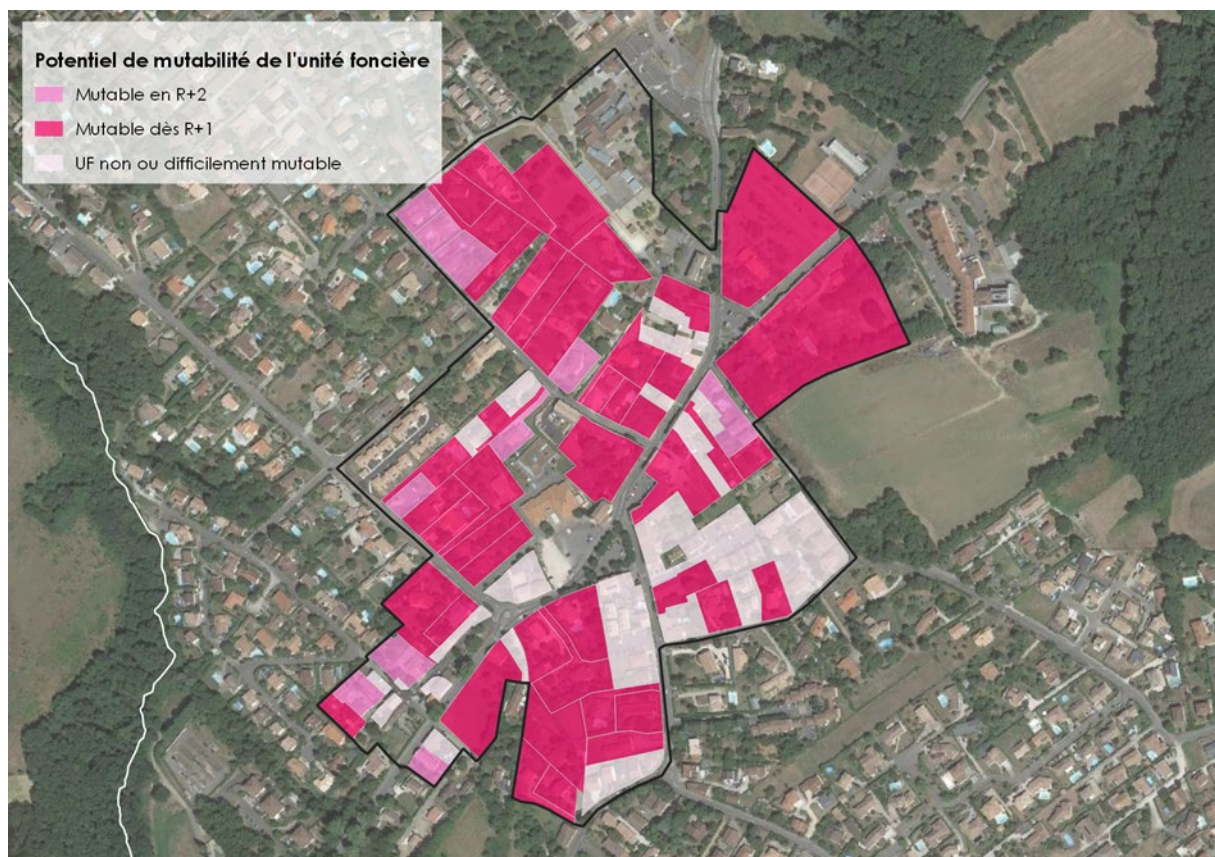 Potentiel de mutabilité de l'unité foncière
Mutable en R+2
Mutable dès R+1
UF non ou difficilement mutable